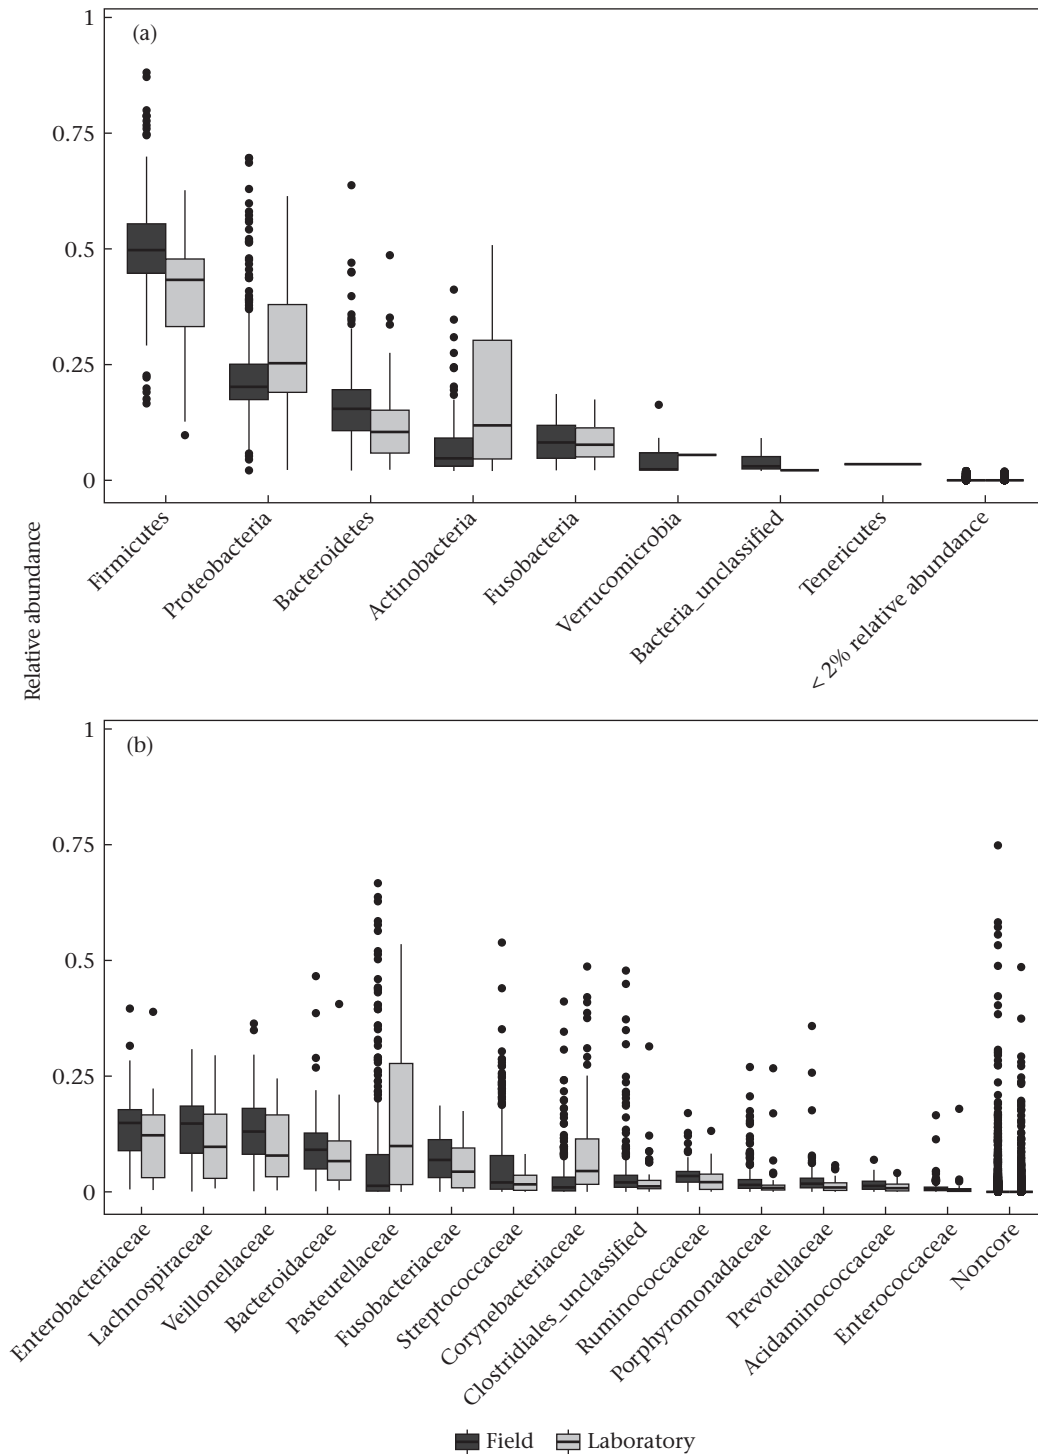 1
(a)
0.75
0.5
0.25
0
Firmicutes
Proteobacteria
Bacteroidetes
Actinobacteria
Fusobacteria
Verrucomicrobia
Bacteria_unclassified
Tenericutes
< 2% relative abundance
Relative abundance
1
(b)
0.75
0.5
0.25
0
Enterobacteriaceae
Lachnospiraceae
Veillonellaceae
Bacteroidaceae
Pasteurellaceae
Fusobacteriaceae
Streptococcaceae
Corynebacteriaceae
Clostridiales_unclassified
Ruminococcaceae
Porphyromonadaceae
Prevotellaceae
Acidaminococcaceae
Enterococcaceae
Noncore
Field Laboratory